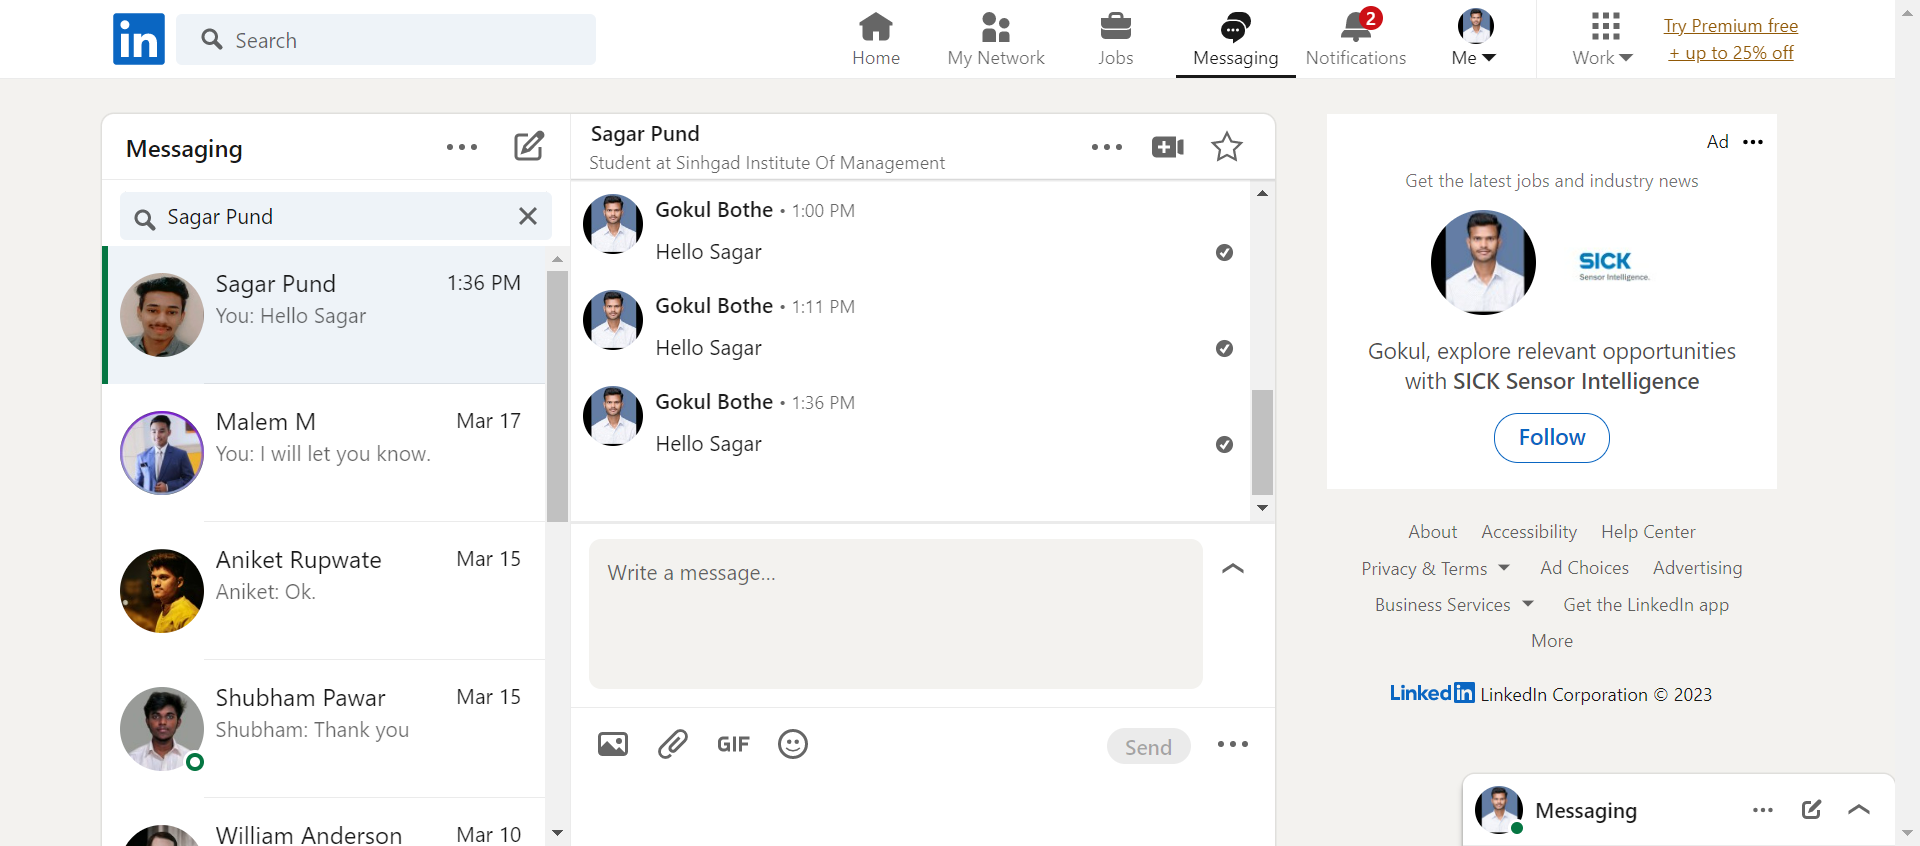 in
Search
Home
My Network
Jobs
Messaging
2
Notifications
Me
Work
Try Premium free
+ up to 25% off
Messaging
Sagar Pund
Sagar Pund
1:36 PM
You: Hello Sagar
Malem M
Mar 17
You: I will let you know.
Aniket Rupwate
Mar 15
Aniket: Ok.
Shubham Pawar
Mar 15
Shubham: Thank you
William Anderson
Mar 10
Sagar Pund
Student at Sinhgad Institute Of Management
Gokul Bothe • 1:00 PM
Hello Sagar
Gokul Bothe • 1:11 PM
Hello Sagar
Gokul Bothe • 1:36 PM
Hello Sagar
Write a message...
GIF
Send
Ad
Get the latest jobs and industry news
SICK
Sensor Intelligence.
Gokul, explore relevant opportunities
with SICK Sensor Intelligence
Follow
About Accessibility Help Center
Privacy & Terms Ad Choices Advertising
Business Services Get the LinkedIn app
More
Linkedin LinkedIn Corporation © 2023
Messaging